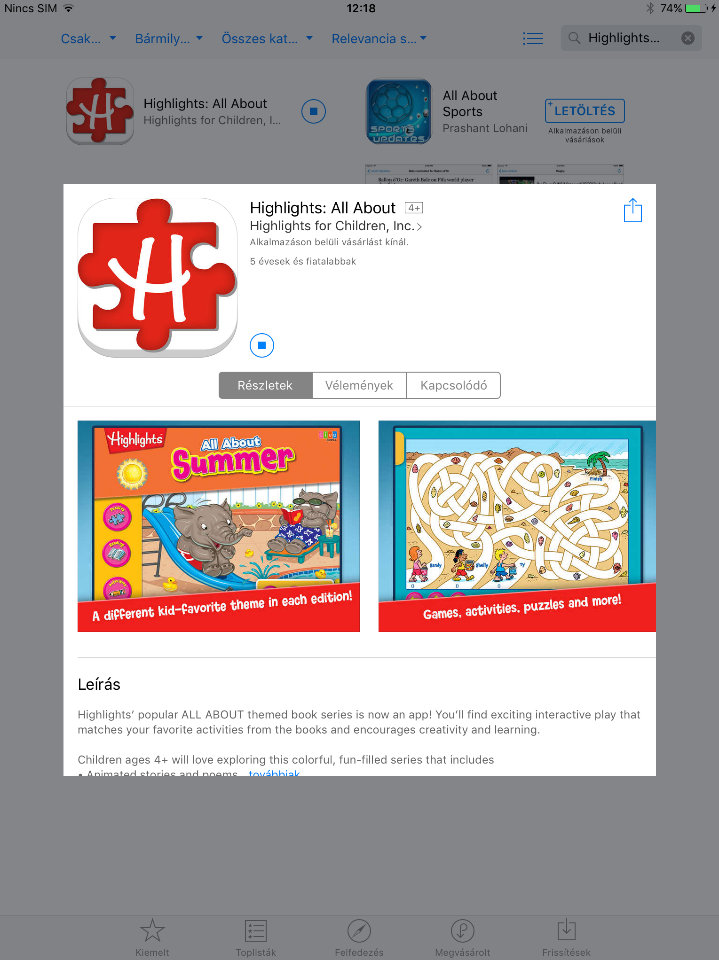 Nincs SIM 12:18 74%
Csak... Bármily... Összes kat... Relevancia s... Highlights...
Highlights: All About
Highlights for Children, I...
All About
Sports
Prashant Lohani
+LETÖLTÉS
Alkalmazáson belüli
vásárlások
SPORTS
UPDATES
Highlights: All About 4+
Highlights for Children, Inc. >
Alkalmazáson belüli vásárlást kínál.
5 évesek és fiatalabbak
Részletek Vélemények Kapcsolódó
Highlights
All About
Summer
A different kid-favorite theme in each edition!
Finish
Shelly
Ty
Games, activities, puzzles and more!
Leírás
Highlights' popular ALL ABOUT themed book series is now an app! You'll find exciting interactive play that
matches your favorite activities from the books and encourages creativity and learning.
Children ages 4+ will love exploring this colorful, fun-filled series that includes
• Animated stories and poems ...továbbiak
Kiemelt Toplisták Felfedezés Megvásárolt Frissítések